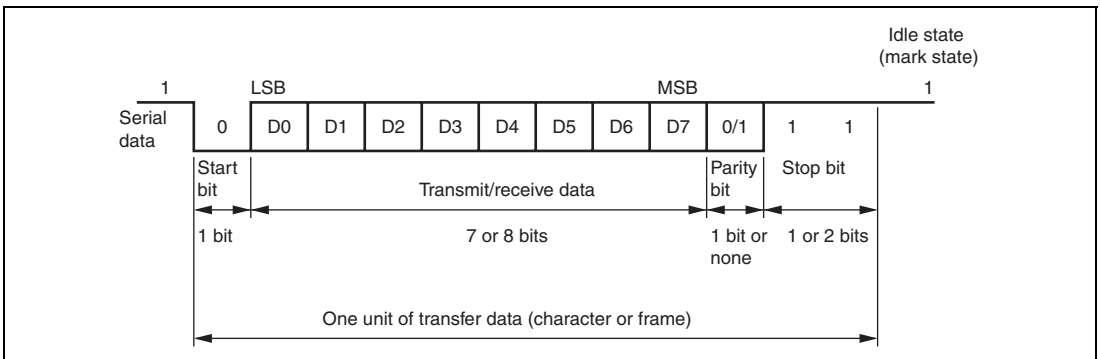 Idle state
(mark state)
1 LSB MSB 1
Serial
data
0 D0 D1 D2 D3 D4 D5 D6 D7 0/1 1 1
Start
bit
Transmit/receive data
Parity
bit
Stop bit
1 bit 7 or 8 bits 1 bit or
none
1 or 2 bits
One unit of transfer data (character or frame)